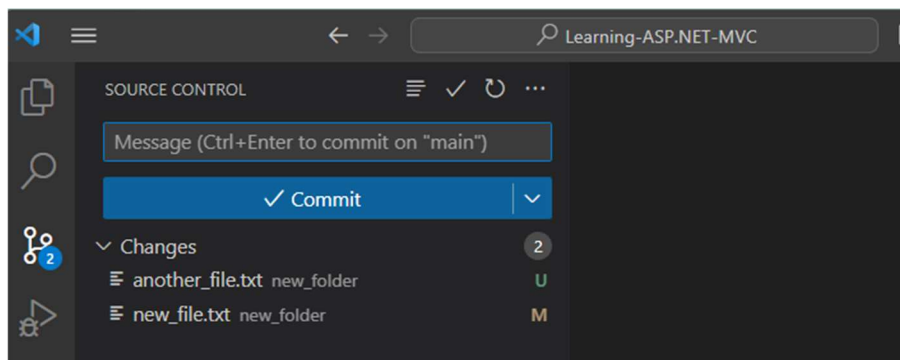 Learning-ASP.NET-MVC
SOURCE CONTROL
Message (Ctrl+Enter to commit on "main")
Commit
Changes 2
2
another_file.txt new_folder U
new_file.txt new_folder M